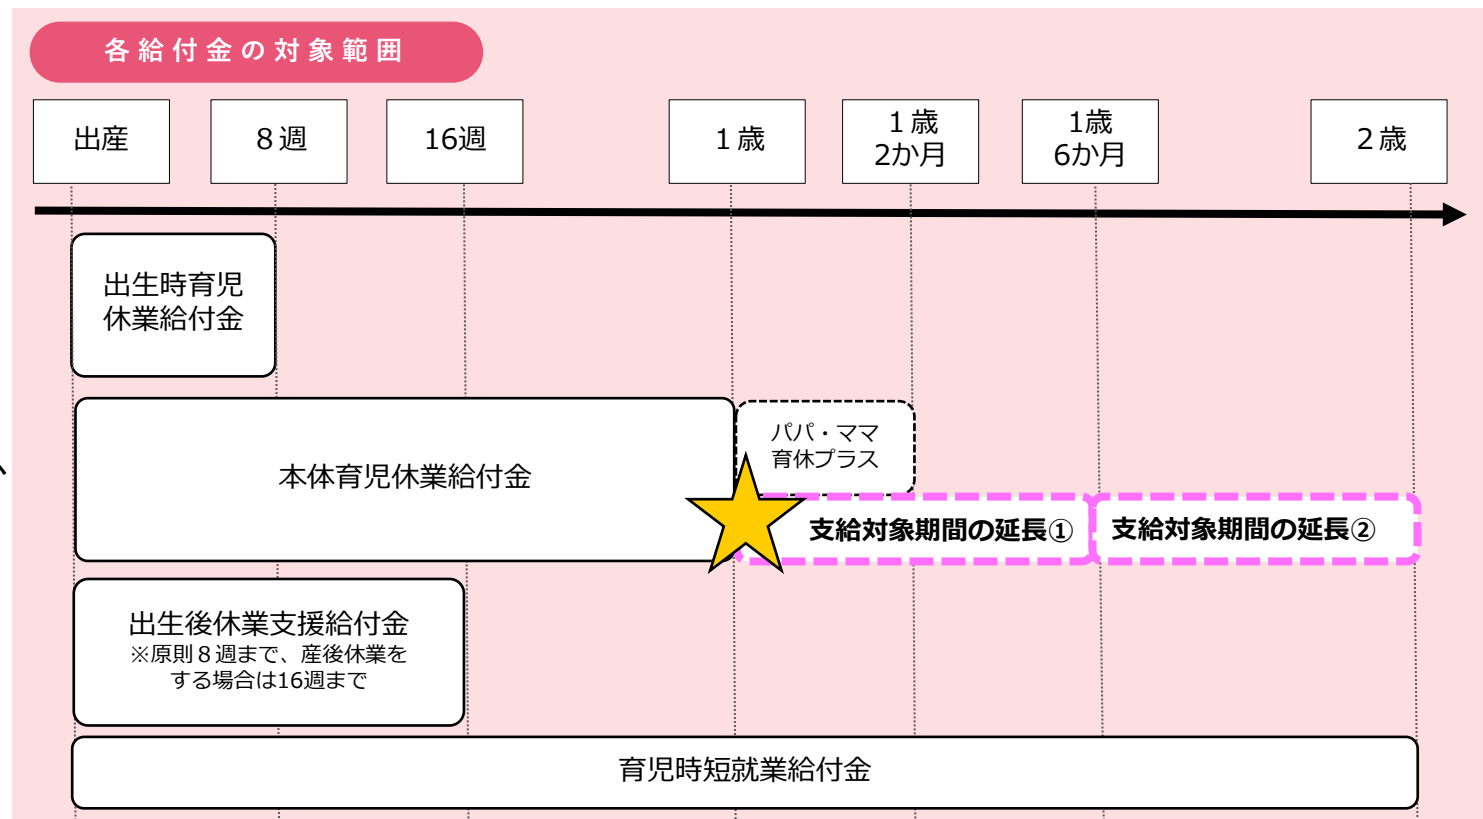 各給付金の対象範囲
出産
８週
16週
１歳
１歳
2か月
1歳
6か月
２歳
出生時育児
休業給付金
本体育児休業給付金
パパ・ママ
育休プラス
支給対象期間の延長①
支給対象期間の延長②
出生後休業支援給付金
※原則８週まで、産後休業を
する場合は16週まで
育児時短就業給付金